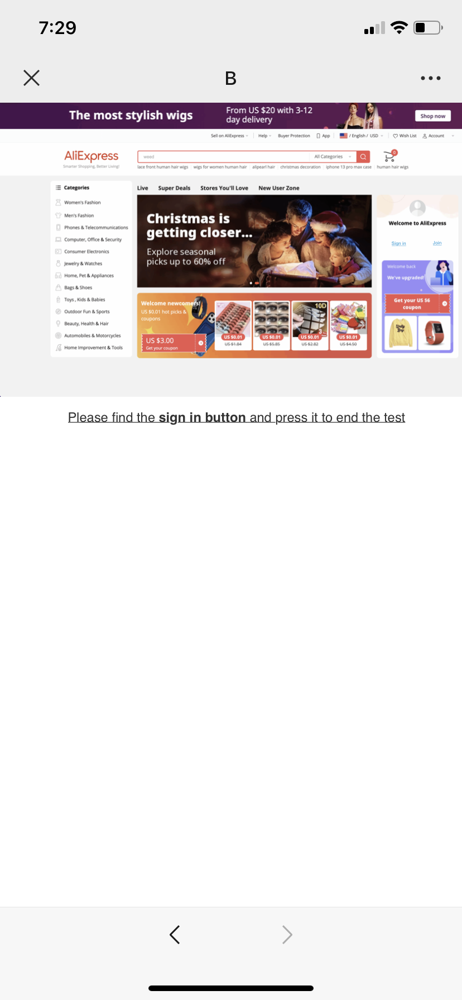 7:29
B
The most stylish wigs
From US $20 with 3-12
day delivery
Shop now
Sell on AliExpress
Help
Buyer Protection
App
/ English / USD
Wish List
Account
AliExpress
Smarter Shopping, Better Living!
weed
All Categories
0
lace front human hair wigs
wigs for women human hair
alipearl hair
christmas decoration
iphone 13 pro max case
human hair wigs
Categories
Women's Fashion
Men's Fashion
Phones & Telecommunications
Computer, Office & Security
Consumer Electronics
Jewelry & Watches
Home, Pet & Appliances
Bags & Shoes
Toys , Kids & Babies
Outdoor Fun & Sports
Beauty, Health & Hair
Automobiles & Motorcycles
Home Improvement & Tools
Live
Super Deals
Stores You'll Love
New User Zone
Christmas is
getting closer...
Explore seasonal
picks up to 60% off
Welcome newcomers!
US $0.01 hot picks &
coupons
US $3.00
Get your coupon
US $0.01
US $1.84
US $0.01
US $5.85
10D
US $0.01
US $2.82
US $0.01
US $4.50
Welcome to AliExpress
Sign in
Join
Welcome back
We've upgraded!
Get your US $6
coupon
Please find the sign in button and press it to end the test